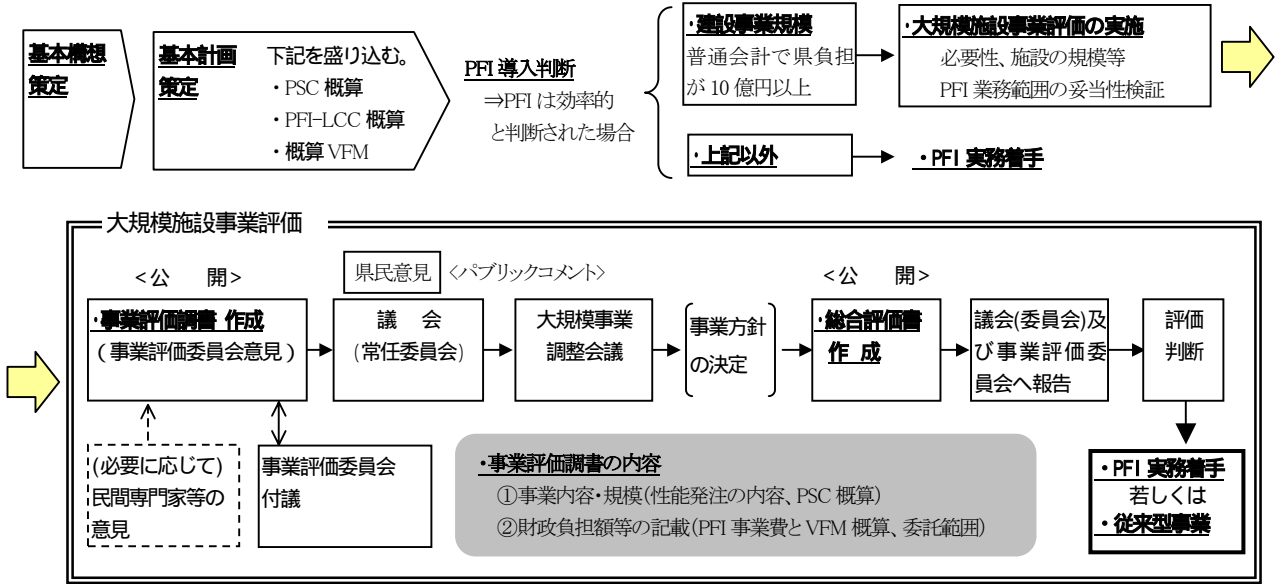 基本構想
策定
基本計画
策定
下記を盛り込む。
・PSC 概算
・PFI-LCC 概算
・概算 VFM
PFI 導入判断
⇒PFI は効率的
と判断された場合
・建設事業規模
普通会計で県負担
が 10 億円以上
・上記以外
・大規模施設事業評価の実施
必要性、施設の規模等
PFI 業務範囲の妥当性検証
・PFI 実務着手
大規模施設事業評価
<公　開>
・事業評価調書 作成
(事業評価委員会意見)
(必要に応じて)
民間専門家等の
意見
事業評価委員会
付議
県民意見 〈パブリックコメント〉
議　会
(常任委員会)
大規模事業
調整会議
事業方針
の決定
<公　開>
・総合評価書
作 成
議会(委員会)及
び事業評価委
員会へ報告
評価
判断
・事業評価調書の内容
①事業内容・規模(性能発注の内容、PSC 概算)
②財政負担額等の記載(PFI 事業費と VFM 概算、委託範囲)
・PFI 実務着手
若しくは
・従来型事業